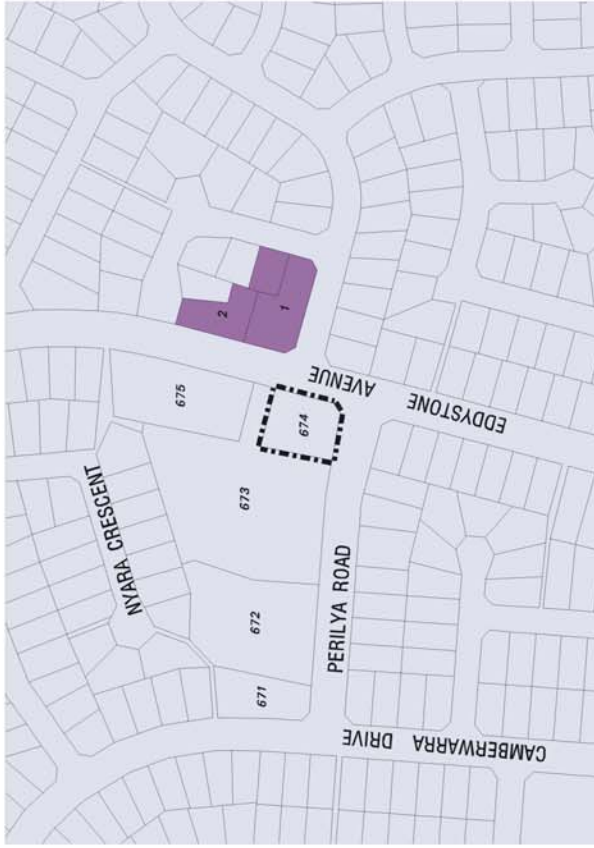 2
1
AVENUE
EDDYSTONE
675
674
673
NYARA CRESCENT
672
PERILYA ROAD
671
CAMBERWARRA DRIVE